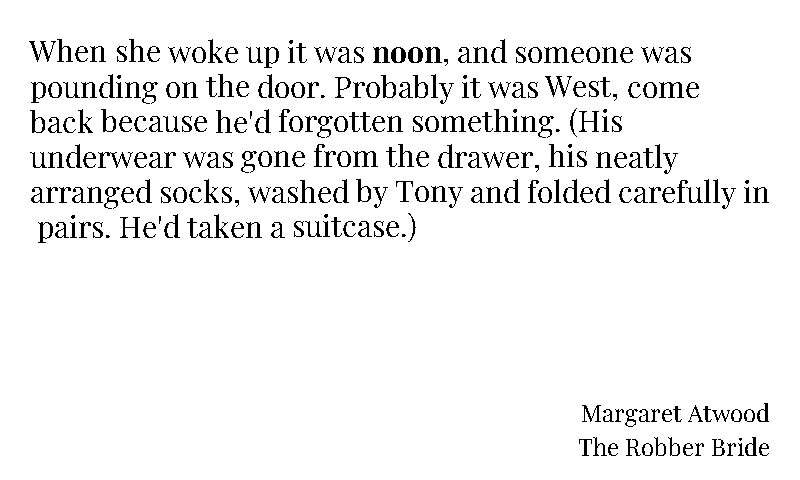 When she woke up it was noon, and someone was
pounding on the door. Probably it was West, come
back because he'd forgotten something. (His
underwear was gone from the drawer, his neatly
arranged socks, washed by Tony and folded carefully in
pairs. He'd taken a suitcase.)
Margaret Atwood
The Robber Bride